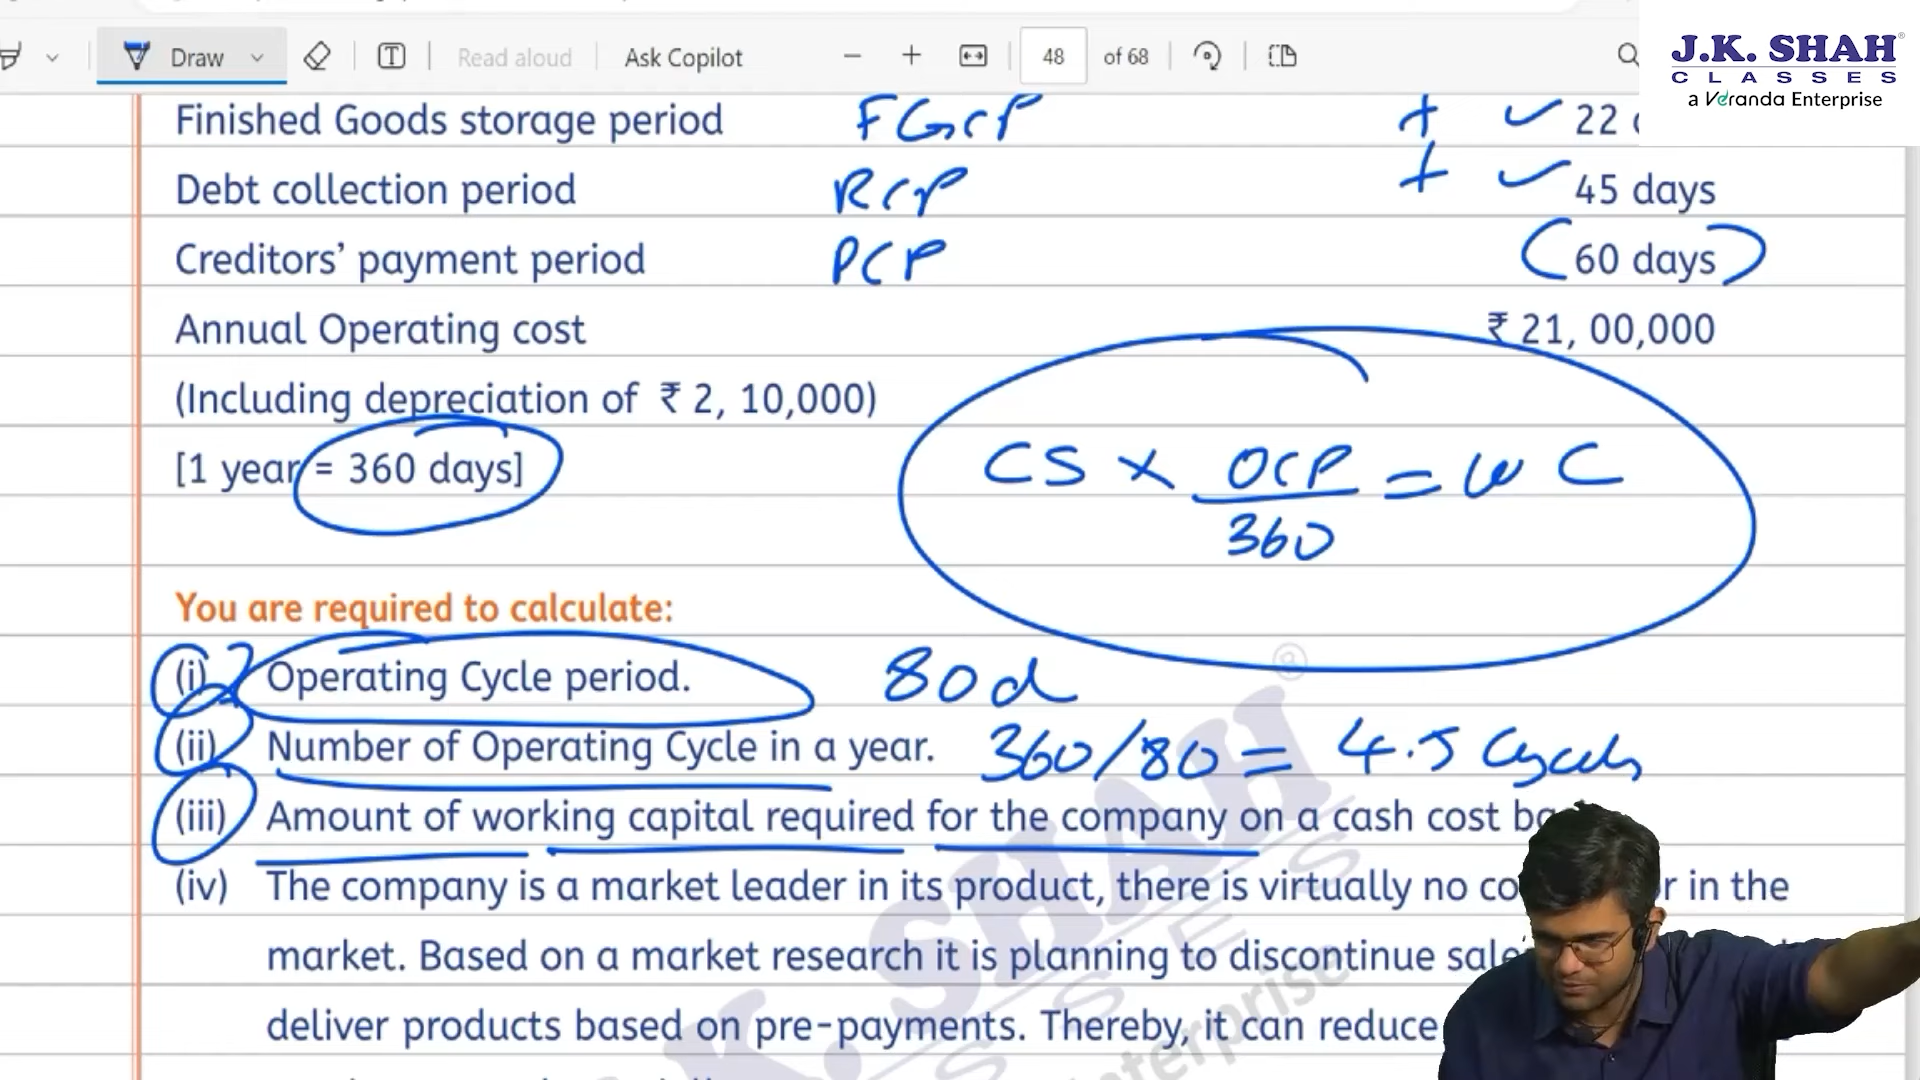 Draw
Read aloud
Ask Copilot
48 of 68
J.K. SHAH®
CLASSES
a Veranda Enterprise
Finished Goods storage period FGCP + ✓ 22
Debt collection period RCP + ✓ 45 days
Creditors’ payment period PCP (60 days)
Annual Operating cost ₹ 21, 00,000
(Including depreciation of ₹ 2, 10,000)
[1 year = 360 days]
CS × OCP = WC
360
You are required to calculate:
(i) Operating Cycle period. 80d
(ii) Number of Operating Cycle in a year. 360/80 = 4.5 Cycles
(iii) Amount of working capital required for the company on a cash cost
(iv) The company is a market leader in its product, there is virtually no in the
market. Based on a market research it is planning to discontinue
deliver products based on pre-payments. Thereby, it can reduce
K. SHAH®
Enterprise